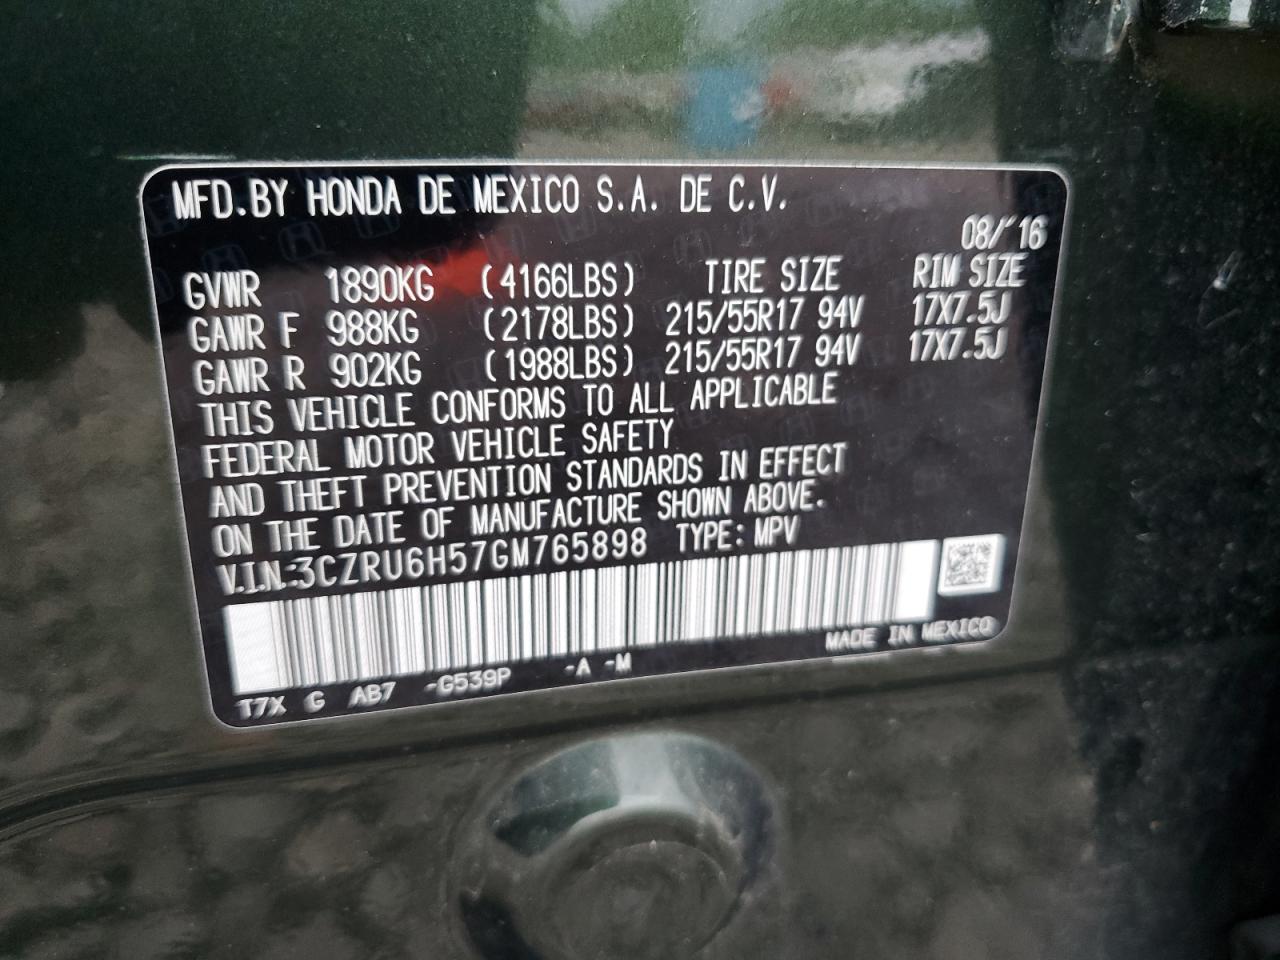 MFD.BY HONDA DE MEXICO S.A. DE C.V.
08/'16
GVWR 1890KG (4166LBS) TIRE SIZE RIM SIZE
GAWR F 988KG (2178LBS) 215/55R17 94V 17X7.5J
GAWR R 902KG (1988LBS) 215/55R17 94V 17X7.5J
THIS VEHICLE CONFORMS TO ALL APPLICABLE
FEDERAL MOTOR VEHICLE SAFETY
AND THEFT PREVENTION STANDARDS IN EFFECT
ON THE DATE OF MANUFACTURE SHOWN ABOVE.
V.I.N.:3CZRU6H57GM765898 TYPE: MPV
MADE IN MEXICO
T7X G AB7 -G539P -A -M